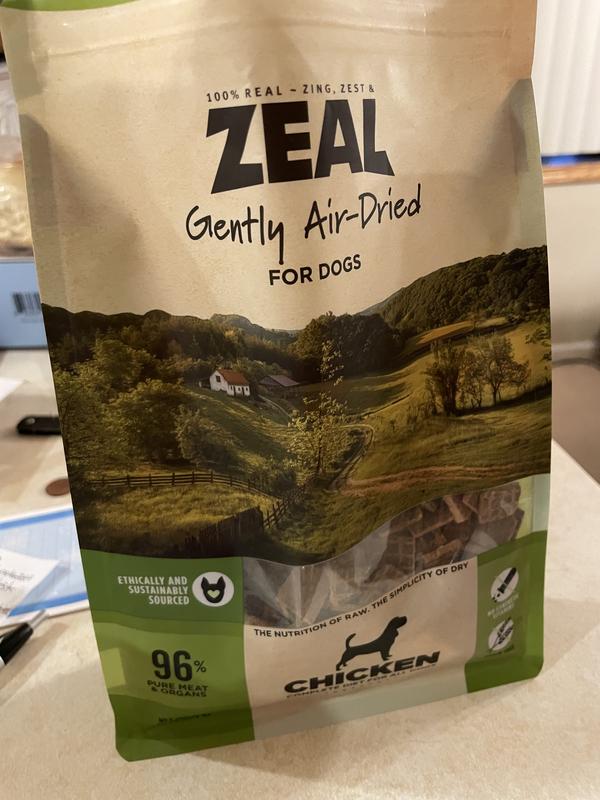 100% REAL ~ ZING, ZEST &
ZEAL
Gently Air-Dried
FOR DOGS
ETHICALLY AND
SUSTAINABLY
SOURCED
THE NUTRITION OF RAW. THE SIMPLICITY OF DRY
96%
PURE MEAT
& ORGANS
CHICKEN
COMPLETE DIET FOR ALL